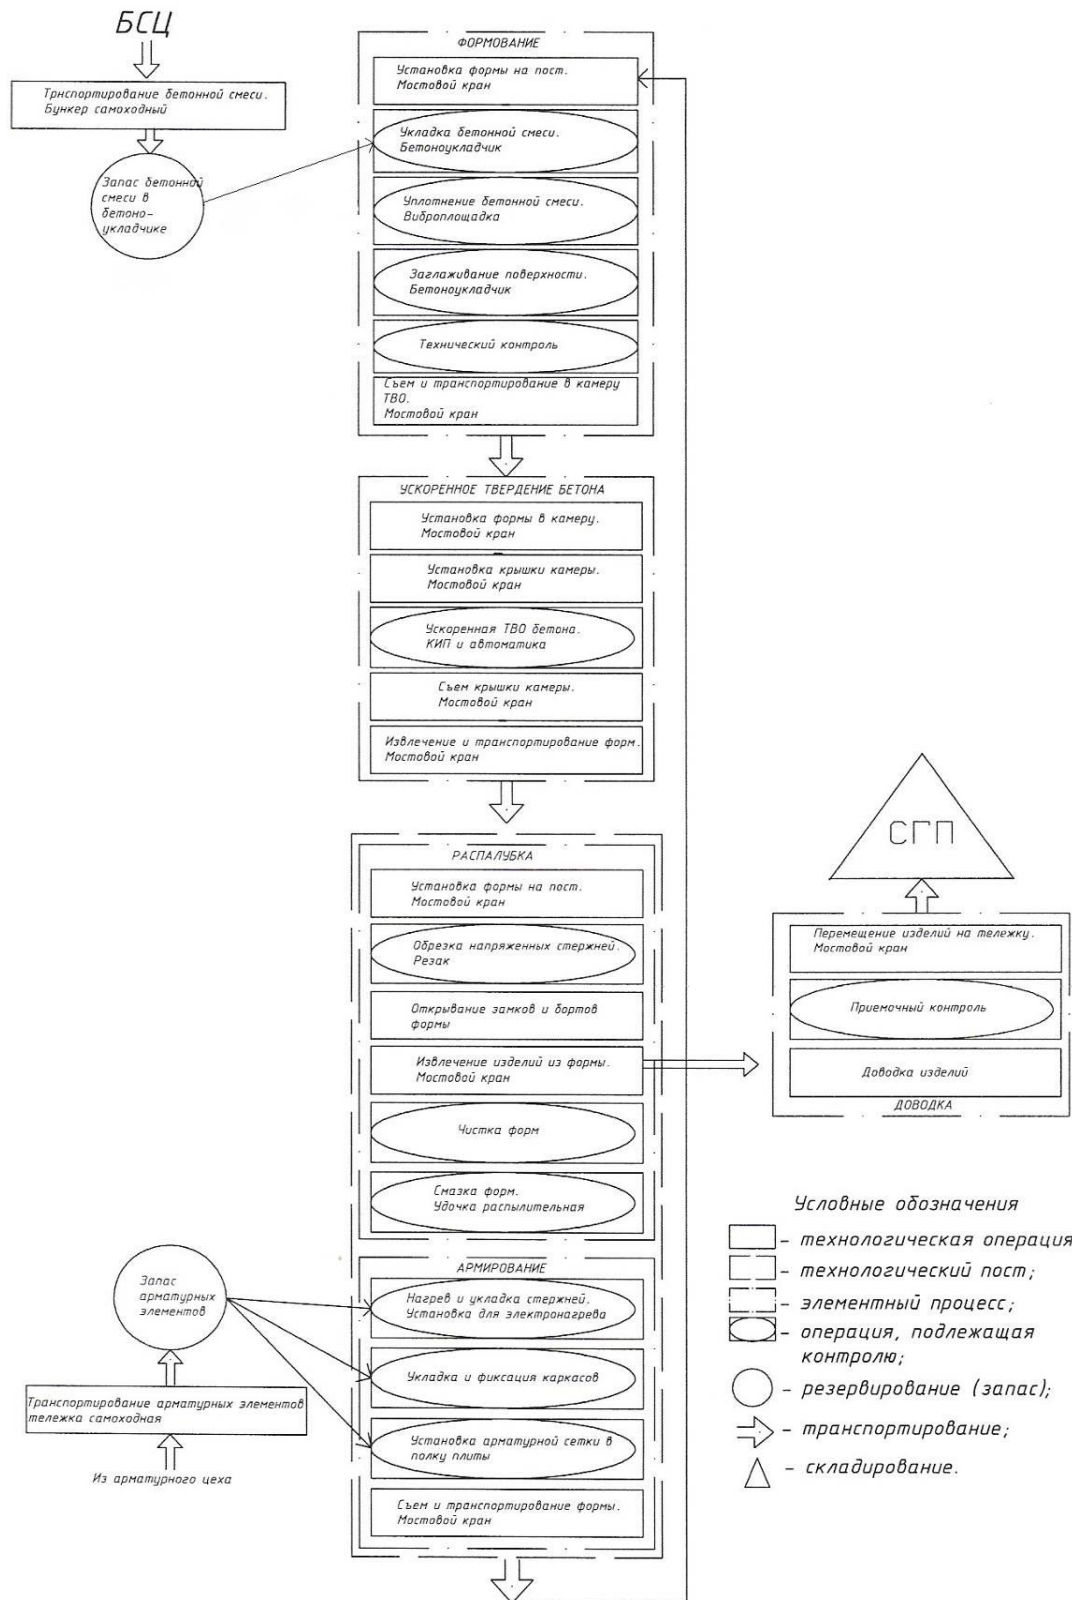 БСЦ
Трнспортирование бетонной смеси.
Бункер самоходный
Запас бетонной
смеси в
бетоно-
укладчике
ФОРМОВАНИЕ
Установка формы на пост.
Мостовой кран
Укладка бетонной смеси.
Бетоноукладчик
Уплотнение бетонной смеси.
Виброплощадка
Заглаживание поверхности.
Бетоноукладчик
Технический контроль
Съем и транспортирование в камеру
ТВО.
Мостовой кран
УСКОРЕННОЕ ТВЕРДЕНИЕ БЕТОНА
Установка формы в камеру.
Мостовой кран
Установка крышки камеры.
Мостовой кран
Ускоренная ТВО бетона.
КИП и автоматика
Съем крышки камеры.
Мостовой кран
Извлечение и транспортирование форм.
Мостовой кран
РАСПАЛУБКА
Установка формы на пост.
Мостовой кран
Обрезка напряженных стержней.
Резак
Открывание замков и бортов
формы
Извлечение изделий из формы.
Мостовой кран
Чистка форм
Смазка форм.
Удочка распылительная
СГП
Перемещение изделий на тележку.
Мостовой кран
Приемочный контроль
Доводка изделий
ДОВОДКА
АРМИРОВАНИЕ
Нагрев и укладка стержней.
Установка для электронагрева
Укладка и фиксация каркасов
Установка арматурной сетки в
полку плиты
Съем и транспортирование формы.
Мостовой кран
Запас
арматурных
элементов
Транспортирование арматурных элементов
тележка самоходная
Из арматурного цеха
Условные обозначения
- технологическая операция
- технологический пост;
- элементный процесс;
- операция, подлежащая
контролю;
- резервирование (запас);
- транспортирование;
- складирование.